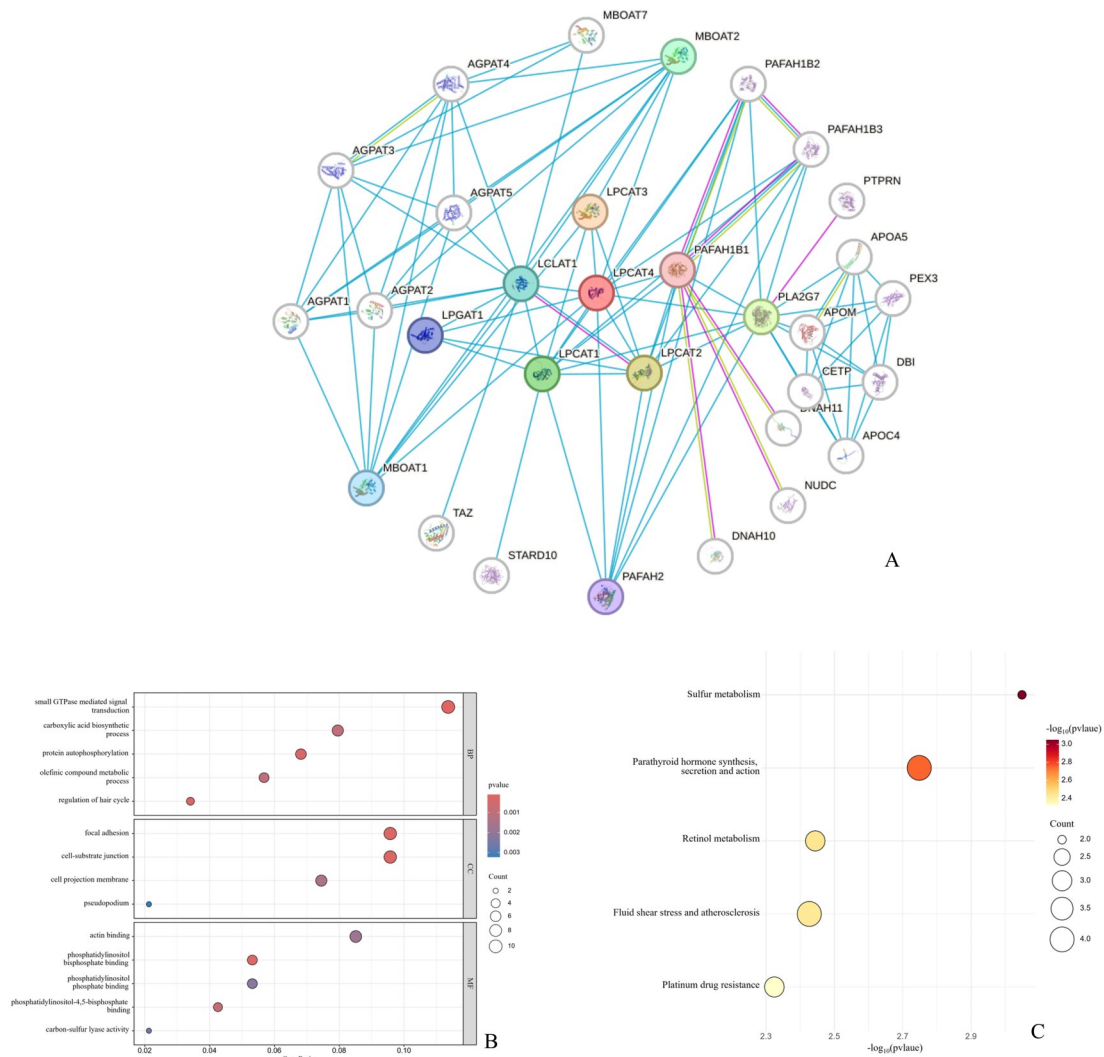 MBOAT7
MBOAT2
AGPAT4
PAFAH1B2
PAFAH1B3
AGPAT3
PTPRN
AGPAT5
LPCAT3
APOA5
PAFAH1B1
PEX3
LCLAT1
LPCAT4
PLA2G7
AGPAT1
AGPAT2
LPGAT1
APOM
LPCAT1
LPCAT2
DBI
CETP
DNAH11
APOC4
MBOAT1
NUDC
TAZ
DNAH10
STARD10
PAFAH2
A
small GTPase mediated signal
transduction
carboxylic acid biosynthetic
process
protein autophosphorylation
olefinic compound metabolic
process
regulation of hair cycle
BP
focal adhesion
cell-substrate junction
cell projection membrane
pseudopodium
CC
actin binding
phosphatidylinositol
bisphosphate binding
phosphatidylinositol
phosphate binding
phosphatidylinositol-4,5-bisphosphate
binding
carbon-sulfur lyase activity
MF
0.02 0.04 0.06 0.08 0.10
pvalue
0.001
0.002
0.003
Count
2
4
6
8
10
B
Sulfur metabolism
Parathyroid hormone synthesis,
secretion and action
Retinol metabolism
Fluid shear stress and atherosclerosis
Platinum drug resistance
2.3 2.5 2.7 2.9
-log10(pvlaue)
-log10(pvlaue)
3.0
2.8
2.6
2.4
Count
2.0
2.5
3.0
3.5
4.0
C